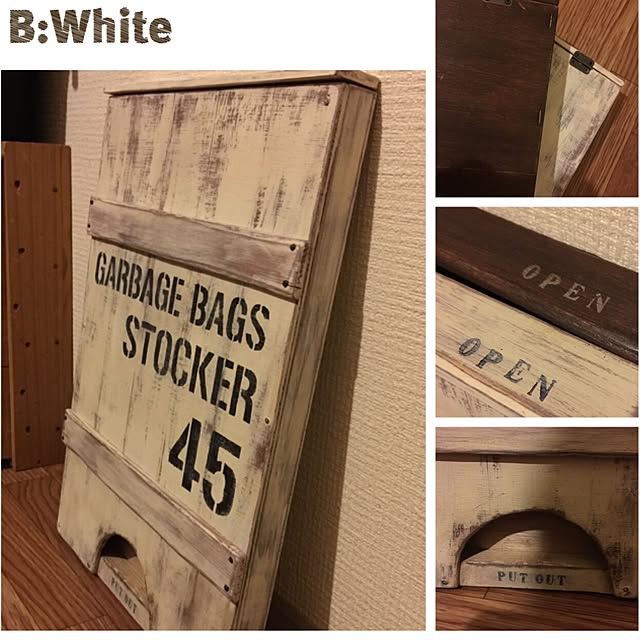 B:White
GARBAGE BAGS
STOCKER
45
PUT OUT
OPEN
OPEN
PUT OUT